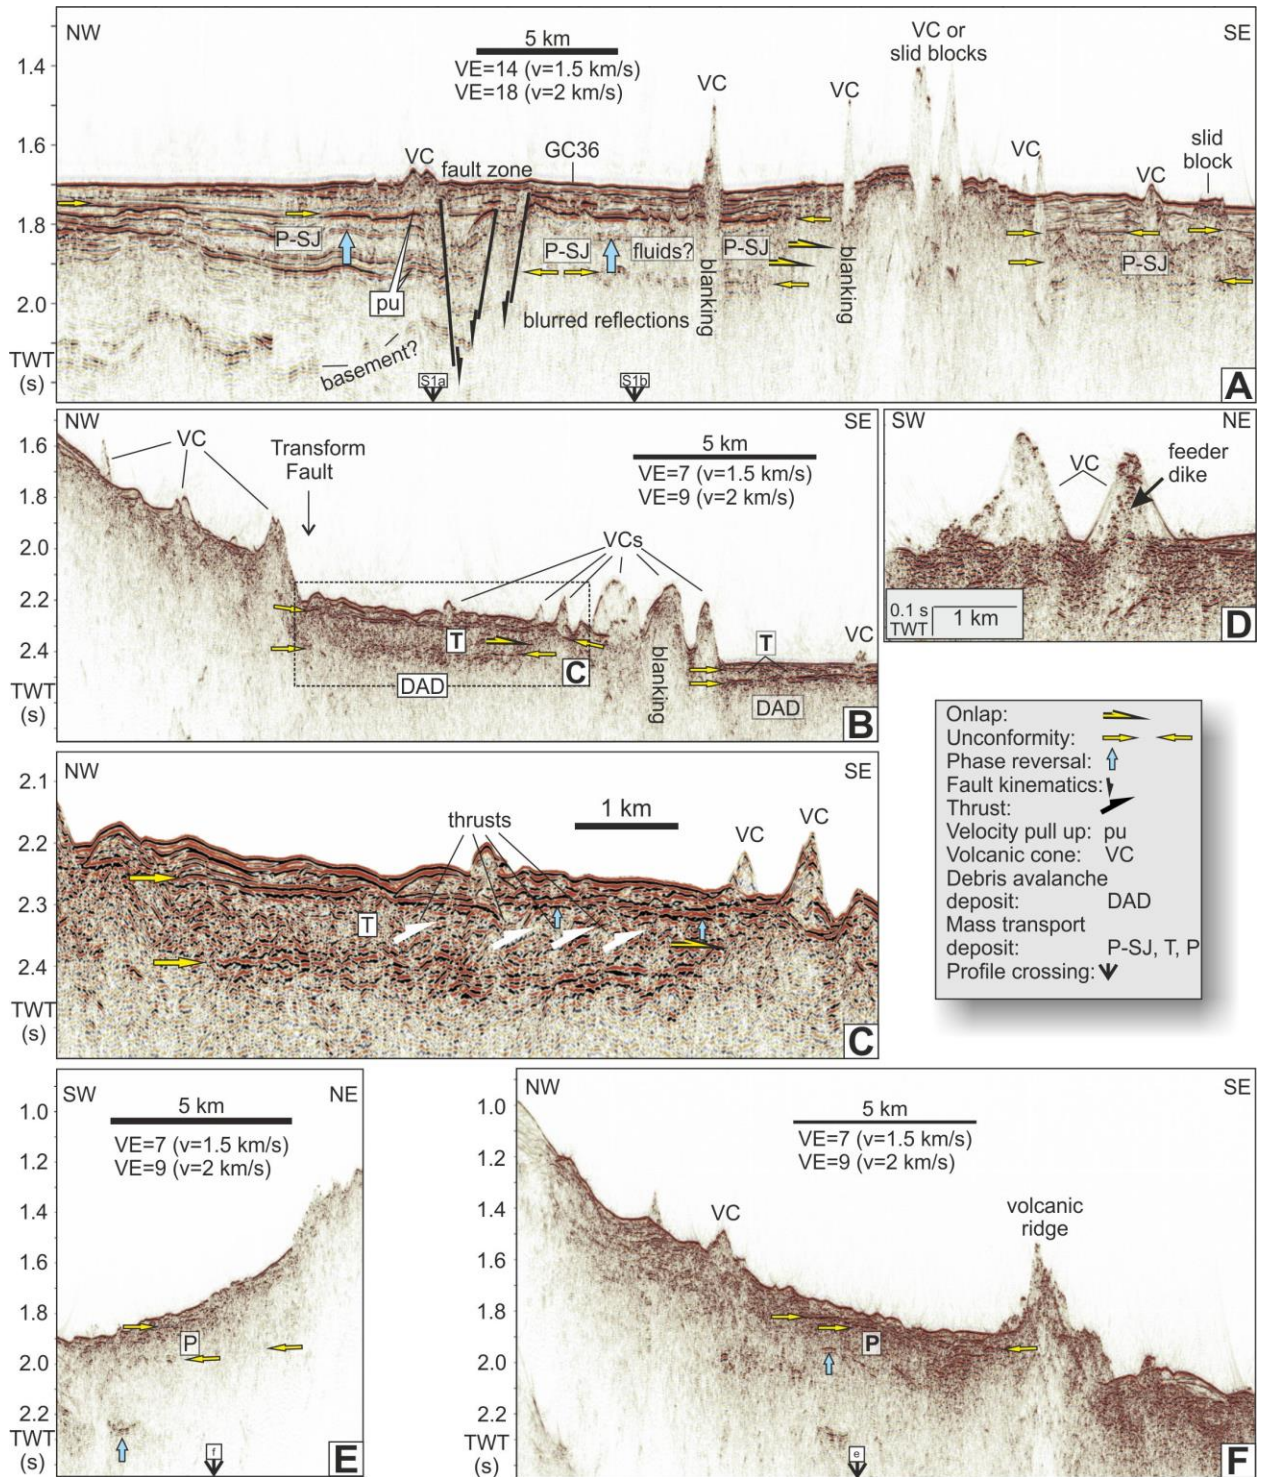 NW
SE
5 km
VE=14 (v=1.5 km/s)
VE=18 (v=2 km/s)
VC or
slid blocks
VC
VC
VC
fault zone
GC36
VC
VC
slid
block
1.4
1.6
1.8
2.0
TWT
(s)
P-SJ
pu
P-SJ
fluids?
P-SJ
P-SJ
blanking
blanking
blurred reflections
basement?
S1a
S1b
A
NW
SE
VC
Transform
Fault
5 km
VE=7 (v=1.5 km/s)
VE=9 (v=2 km/s)
VCs
VC
1.6
1.8
2.0
2.2
2.4
TWT
(s)
T
DAD
C
blanking
T
DAD
B
SW
NE
VC
feeder
dike
0.1 s
TWT
1 km
D
NW
SE
1 km
thrusts
VC
VC
T
2.1
2.2
2.3
2.4
TWT
(s)
C
Onlap:
Unconformity:
Phase reversal:
Fault kinematics:
Thrust:
Velocity pull up: pu
Volcanic cone: VC
Debris avalanche
deposit: DAD
Mass transport
deposit: P-SJ, T, P
Profile crossing:
SW
NE
5 km
VE=7 (v=1.5 km/s)
VE=9 (v=2 km/s)
1.0
1.2
1.4
1.6
1.8
2.0
2.2
TWT
(s)
P
f
E
NW
SE
5 km
VE=7 (v=1.5 km/s)
VE=9 (v=2 km/s)
VC
volcanic
ridge
1.0
1.2
1.4
1.6
1.8
2.0
2.2
TWT
(s)
P
e
F